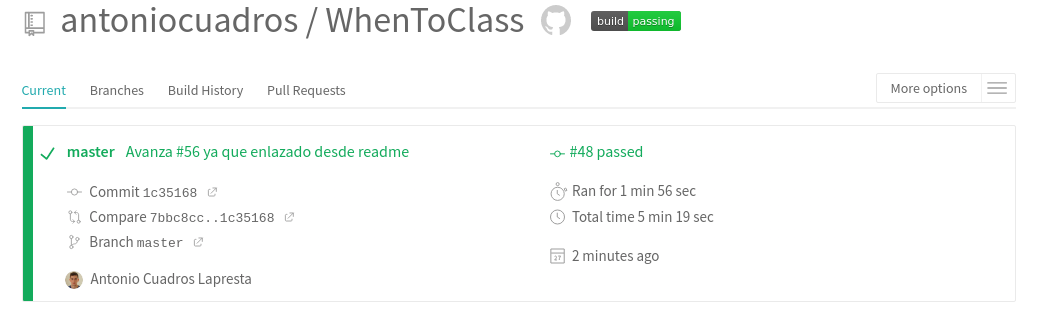 antoniocuadros / WhenToClass build passing
Current Branches Build History Pull Requests More options
master Avanza #56 ya que enlazado desde readme
#48 passed
Commit 1c35168
Ran for 1 min 56 sec
Compare 7bbc8cc..1c35168
Total time 5 min 19 sec
Branch master
2 minutes ago
Antonio Cuadros Lapresta